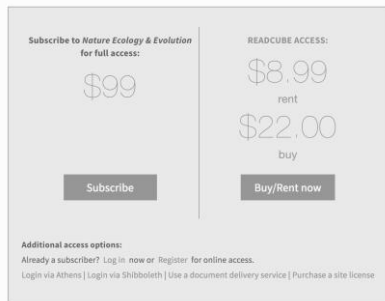 Subscribe to Nature Ecology & Evolution
for full access:
$99
Subscribe
READCUBE ACCESS:
$8.99
rent
$22.00
buy
Buy/Rent now
Additional access options:
Already a subscriber? Log in now or Register for online access.
Login via Athens | Login via Shibboleth | Use a document delivery service | Purchase a site license